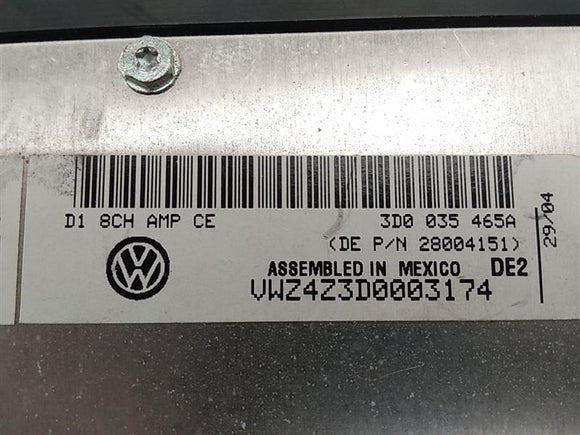 D1 8CH AMP CE 3D0 035 465A
(DE P/N 28004151)
ASSEMBLED IN MEXICO DE2
VWZ4Z3D0003174
29/04